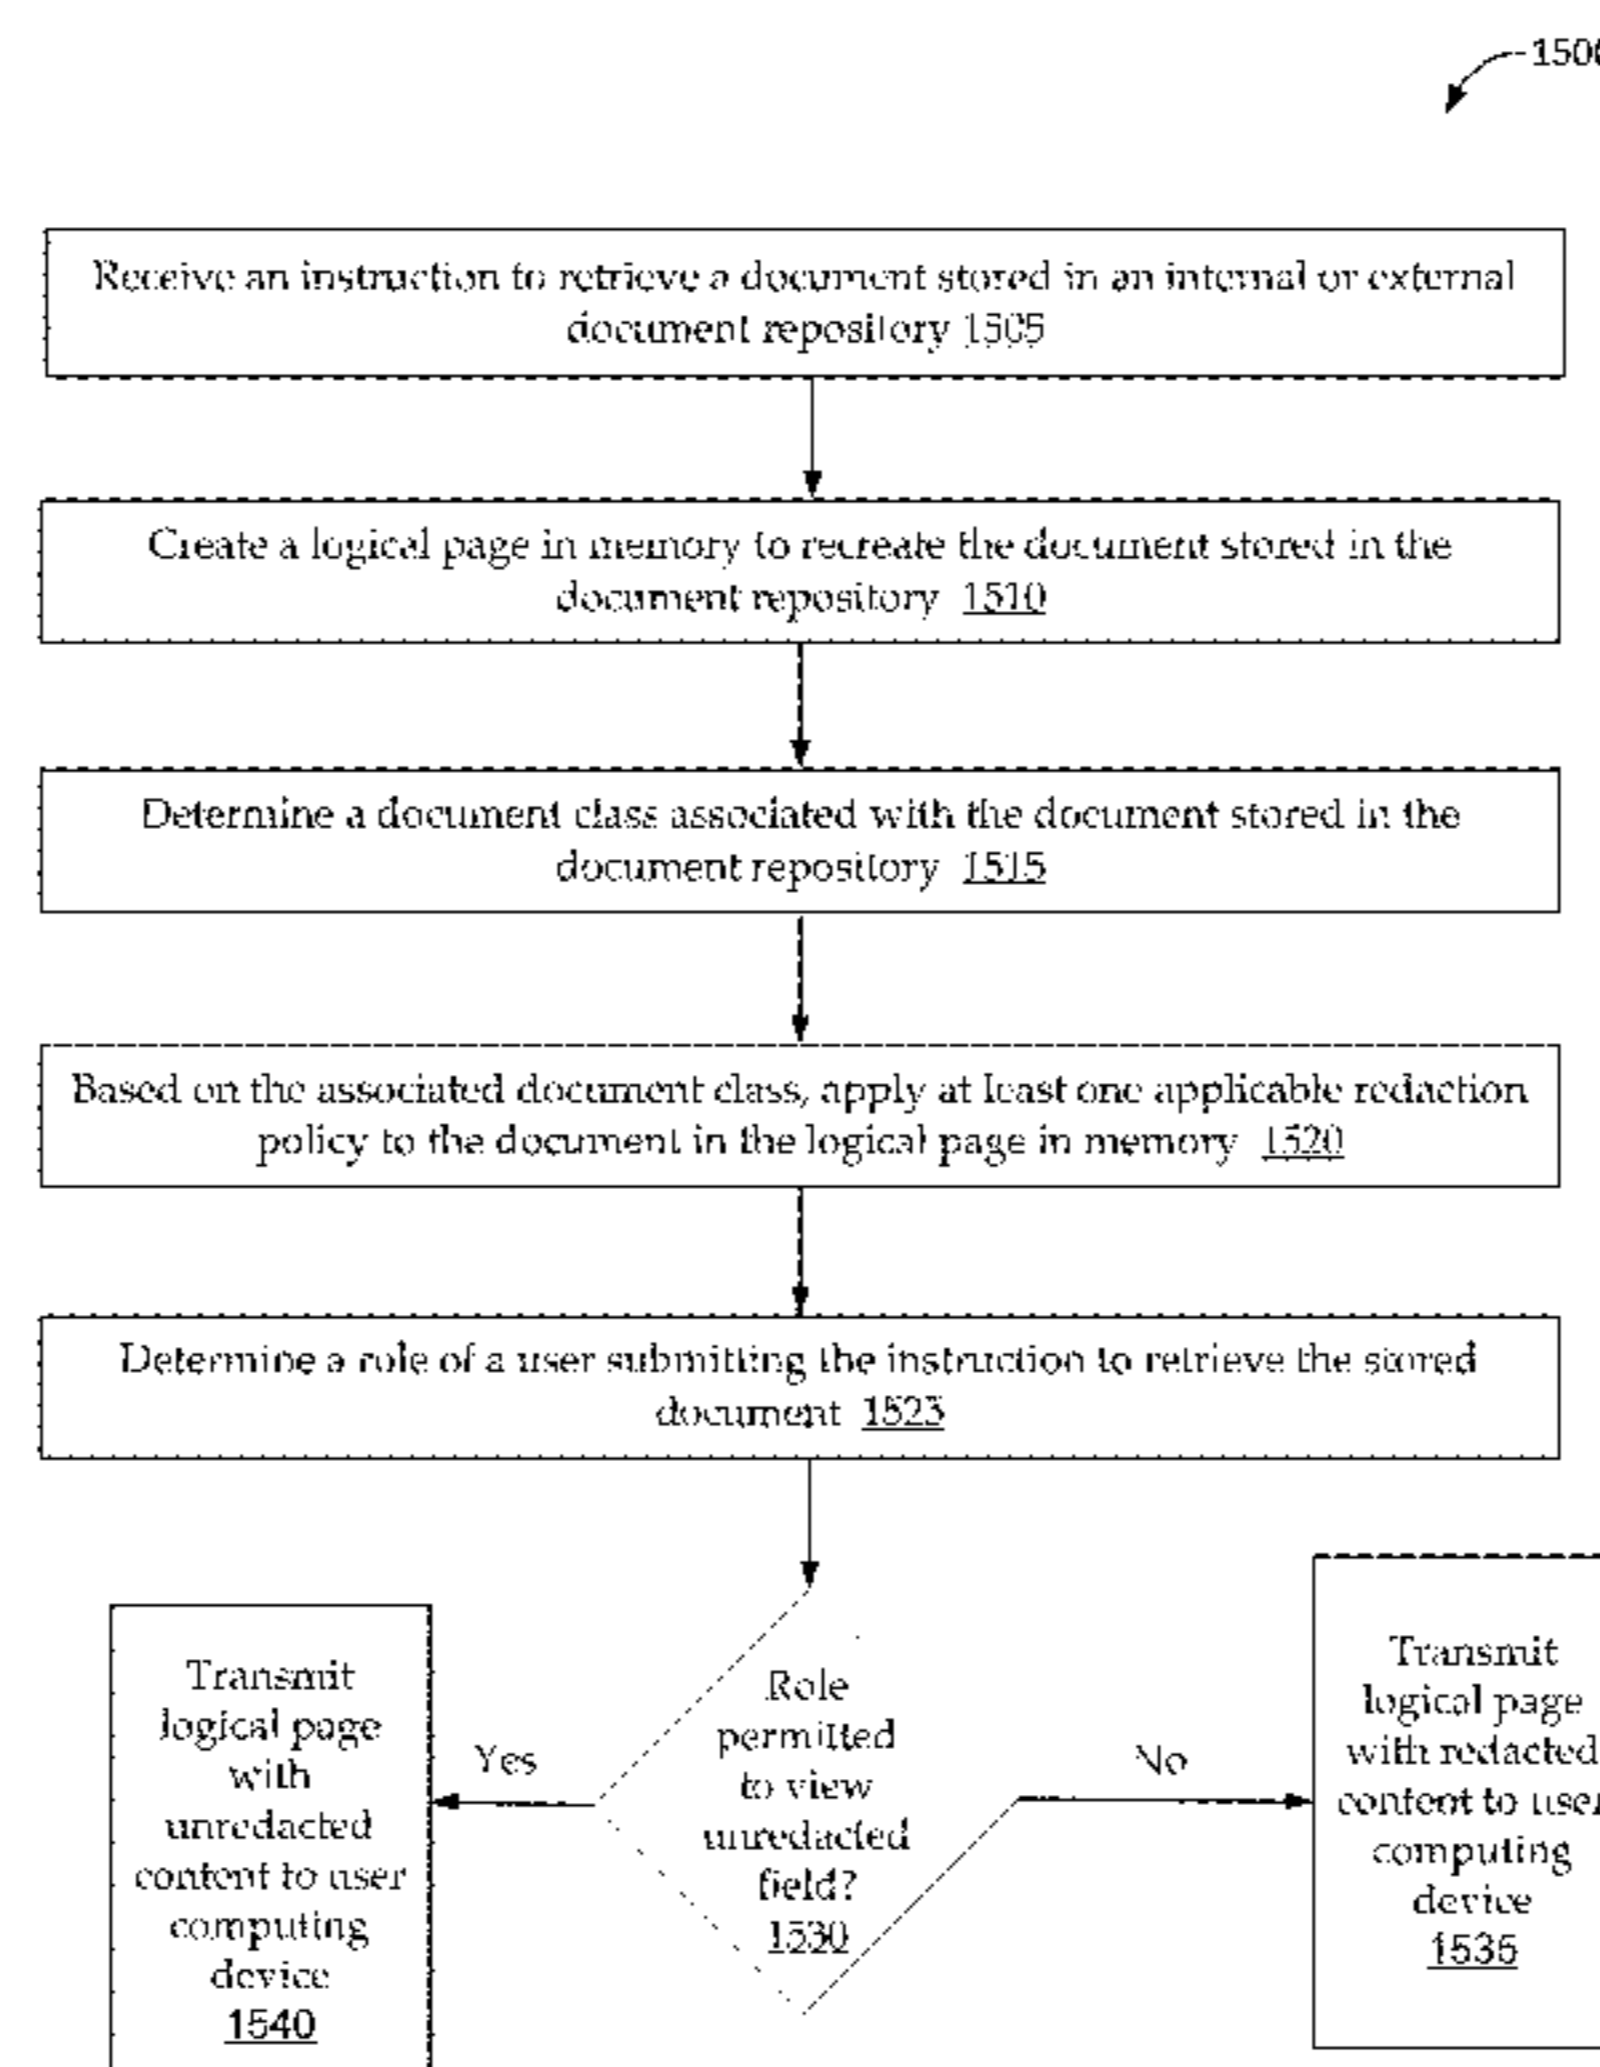 1500
Receive an instruction to retrieve a document stored in an internal or external
document repository 1505
Create a logical page in memory to recreate the document stored in the
document repository 1510
Determine a document class associated with the document stored in the
document repository 1515
Based on the associated document class, apply at least one applicable redaction
policy to the document in the logical page in memory 1520
Determine a role of a user submitting the instruction to retrieve the stored
document 1525
Transmit
logical page
with
unredacted
content to user
computing
device
1540
Yes
Role
permitted
to view
unredacted
field?
1530
No
Transmit
logical page
with redacted
content to user
computing
device
1535